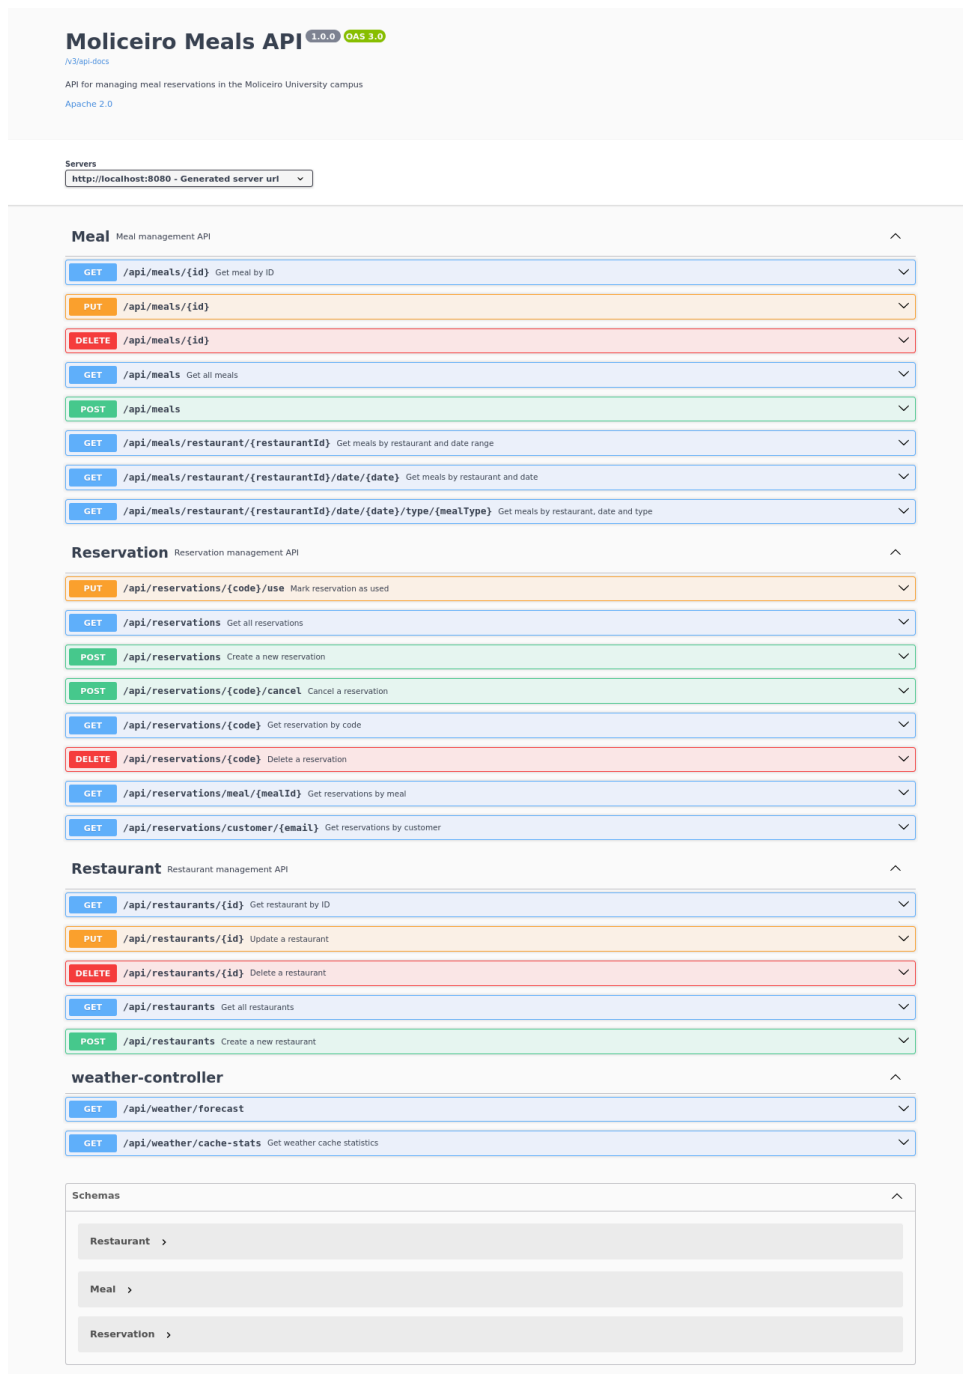 Moliceiro Meals API 1.0.0 OAS 3.0
/v3/api-docs
API for managing meal reservations in the Moliceiro University campus
Apache 2.0
Servers
http://localhost:8080 - Generated server url
Meal Meal management API
GET /api/meals/{id} Get meal by ID
PUT /api/meals/{id}
DELETE /api/meals/{id}
GET /api/meals Get all meals
POST /api/meals
GET /api/meals/restaurant/{restaurantId} Get meals by restaurant and date range
GET /api/meals/restaurant/{restaurantId}/date/{date} Get meals by restaurant and date
GET /api/meals/restaurant/{restaurantId}/date/{date}/type/{mealType} Get meals by restaurant, date and type
Reservation Reservation management API
PUT /api/reservations/{code}/use Mark reservation as used
GET /api/reservations Get all reservations
POST /api/reservations Create a new reservation
POST /api/reservations/{code}/cancel Cancel a reservation
GET /api/reservations/{code} Get reservation by code
DELETE /api/reservations/{code} Delete a reservation
GET /api/reservations/meal/{mealId} Get reservations by meal
GET /api/reservations/customer/{email} Get reservations by customer
Restaurant Restaurant management API
GET /api/restaurants/{id} Get restaurant by ID
PUT /api/restaurants/{id} Update a restaurant
DELETE /api/restaurants/{id} Delete a restaurant
GET /api/restaurants Get all restaurants
POST /api/restaurants Create a new restaurant
weather-controller
GET /api/weather/forecast
GET /api/weather/cache-stats Get weather cache statistics
Schemas
Restaurant
Meal
Reservation